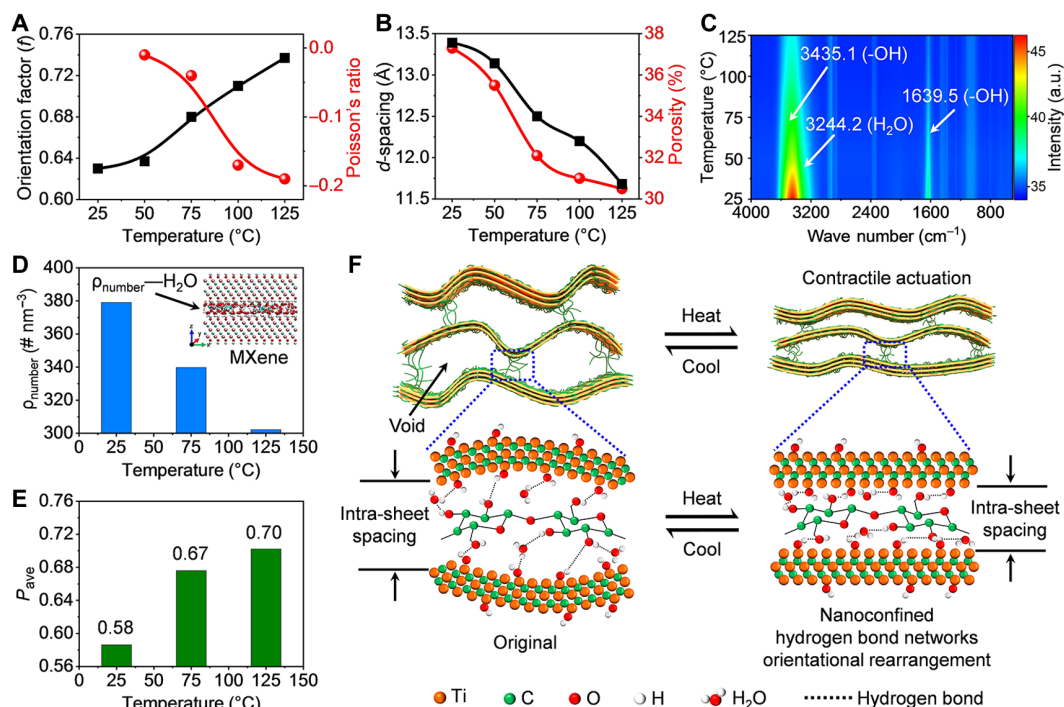 A
Orientation factor (f)
0.76
0.72
0.68
0.64
0.60
25
50
75
100
125
Temperature (°C)
0.0
−0.1
−0.2
Poisson's ratio
B
d-spacing (Å)
13.5
13.0
12.5
12.0
11.5
25
50
75
100
125
Temperature (°C)
38
36
34
32
30
Porosity (%)
C
Temperature (°C)
125
100
75
50
25
3435.1 (-OH)
1639.5 (-OH)
3244.2 (H₂O)
4000
3200
2400
1600
800
Wave number (cm⁻¹)
45
40
35
Intensity (a.u.)
D
ρnumber (# nm⁻³)
400
380
360
340
320
300
ρnumber—H₂O
z
y
x
MXene
0
25
50
75
100
125
150
Temperature (°C)
E
Pave
0.76
0.72
0.68
0.64
0.60
0.56
0.58
0.67
0.70
0
25
50
75
100
125
150
Temperature (°C)
F
Contractile actuation
Heat
Cool
Void
Intra-sheet
spacing
Heat
Cool
Intra-sheet
spacing
Original
Nanoconfined
hydrogen bond networks
orientational rearrangement
Ti
C
O
H
H₂O
Hydrogen bond